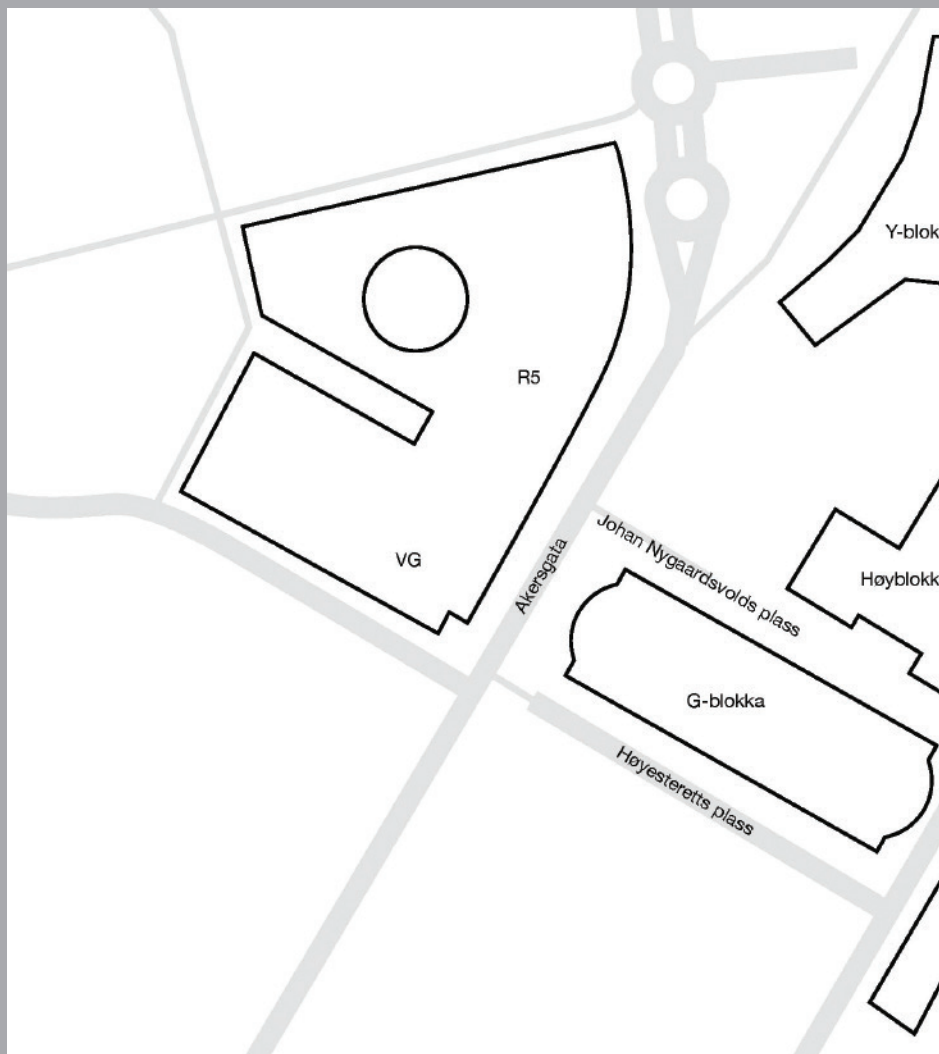 Y-blok
R5
Johan Nygaardsvolds plass
VG
Akersgata
Høyblokk
G-blokka
Høyesteretts plass